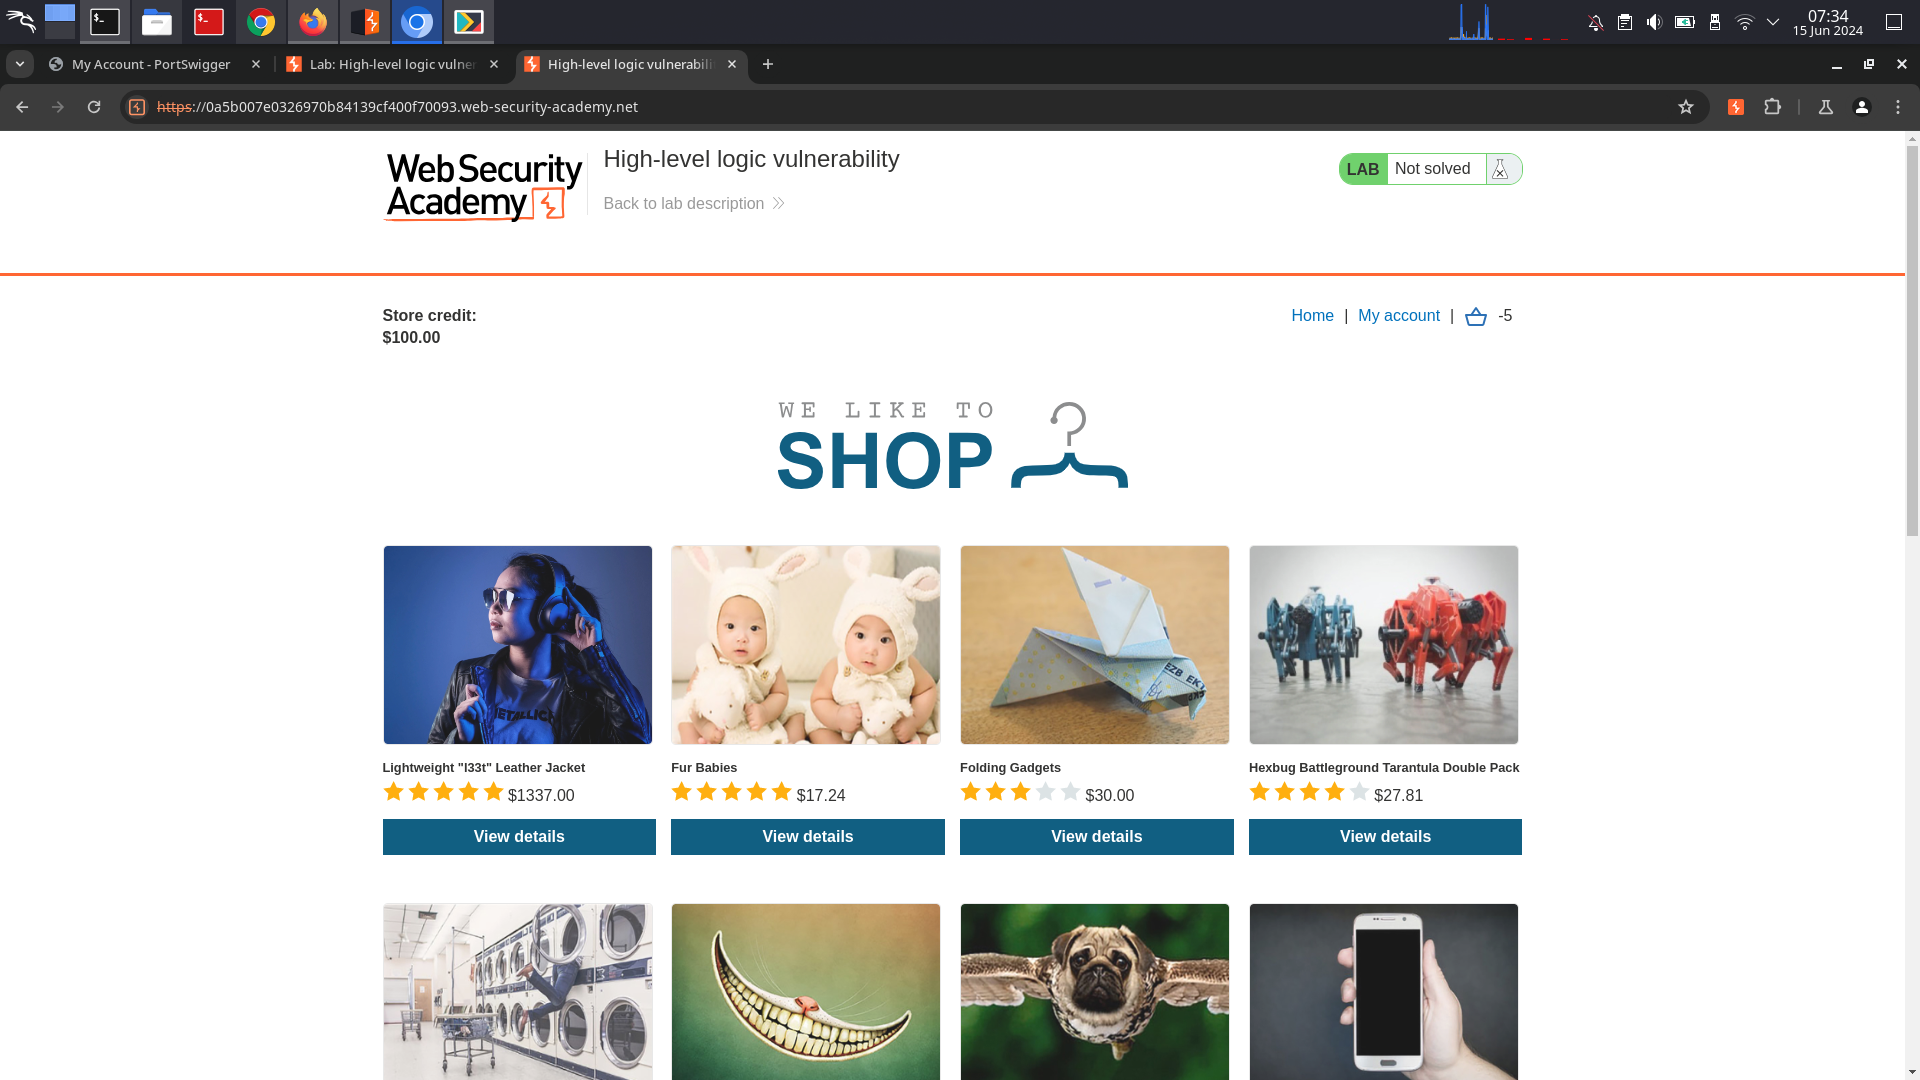 07:34
15 Jun 2024
My Account - PortSwigger
Lab: High-level logic vulner
High-level logic vulnerabili
https://0a5b007e0326970b84139cf400f70093.web-security-academy.net
Web Security
Academy
High-level logic vulnerability
Back to lab description
LAB Not solved
Store credit:
$100.00
Home | My account | -5
WE LIKE TO
SHOP
METALLICA
EZB EKT
Lightweight "l33t" Leather Jacket
$1337.00
View details
Fur Babies
$17.24
View details
Folding Gadgets
$30.00
View details
Hexbug Battleground Tarantula Double Pack
$27.81
View details